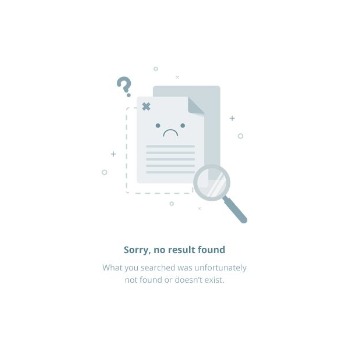 ?
Sorry, no result found
What you searched was unfortunately
not found or doesn't exist.